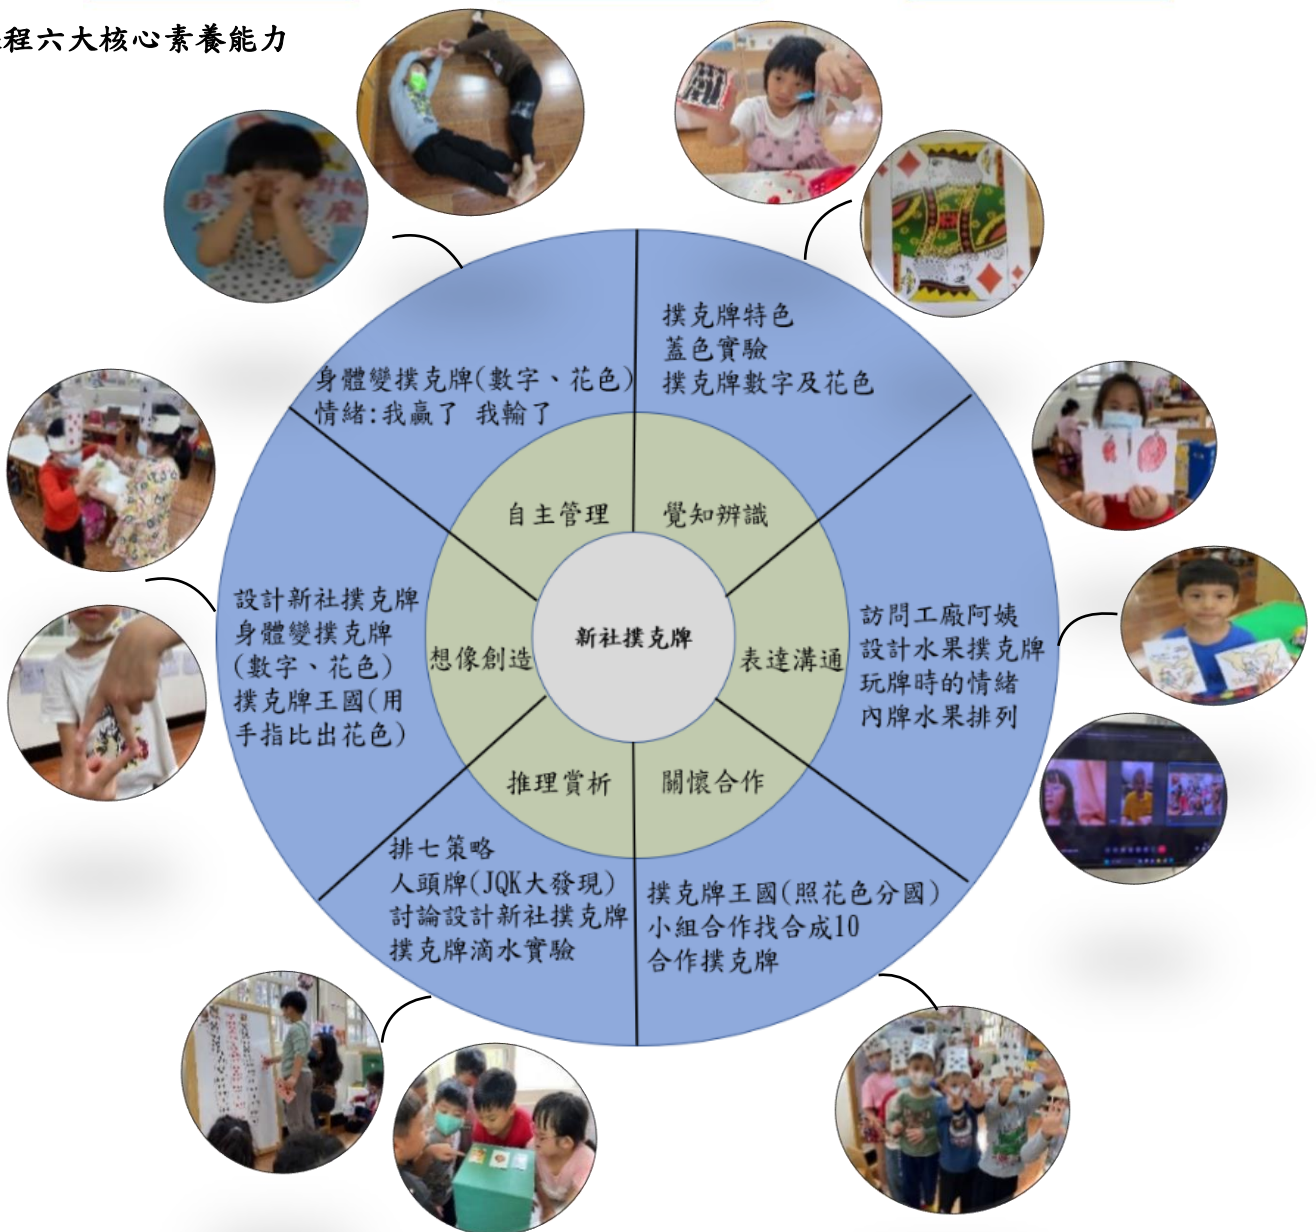 程六大核心素養能力
身體變撲克牌(數字、花色)
情緒:我贏了 我輸了
撲克牌特色
蓋色實驗
撲克牌數字及花色
自主管理
覺知辨識
設計新社撲克牌
身體變撲克牌
(數字、花色)
撲克牌王國(用
手指比出花色)
想像創造
新社撲克牌
表達溝通
訪問工廠阿姨
設計水果撲克牌
玩牌時的情緒
內牌水果排列
推理賞析
關懷合作
排七策略
人頭牌(JQK大發現)
討論設計新社撲克牌
撲克牌滴水實驗
撲克牌王國(照花色分國)
小組合作找合成10
合作撲克牌